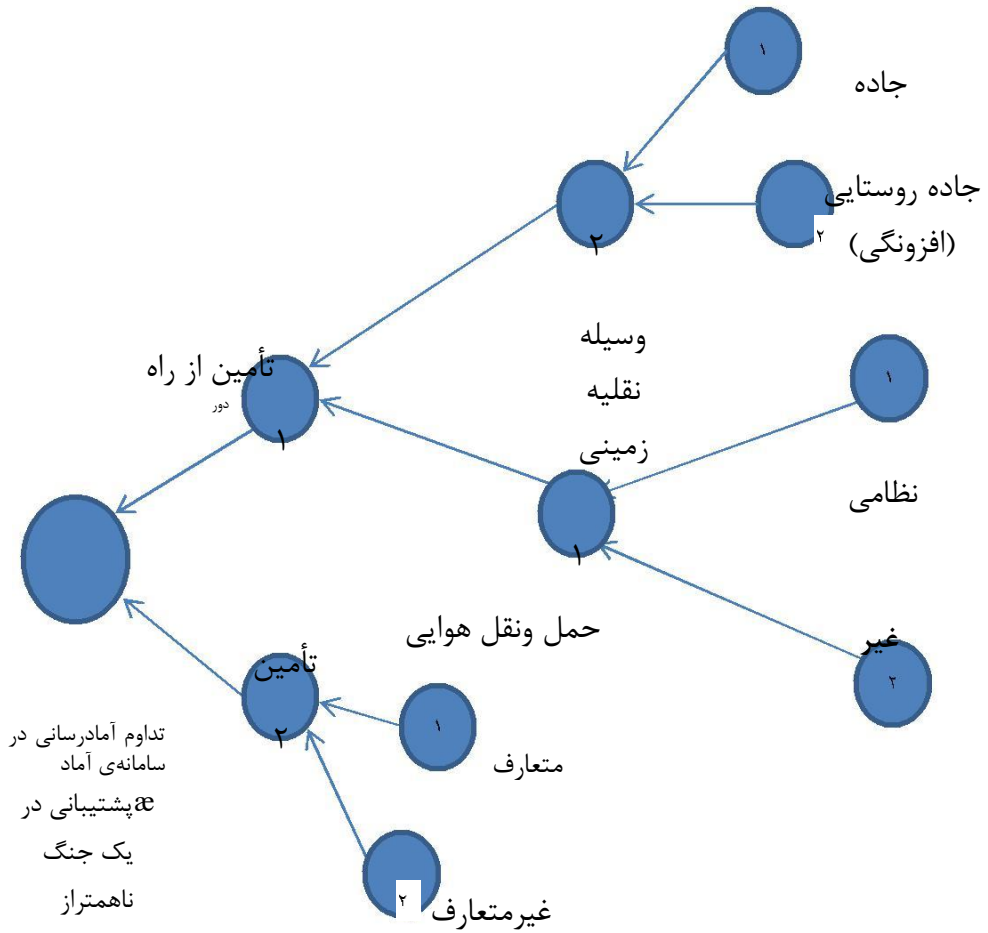 ۱
جاده
جاده روستایی
(افزونگی)
۲
۲
وسیله
نقلیه
زمینی
۱
تأمین از راه
دور
۱
۱
نظامی
حمل ونقل هوایی
غیر
۲
تأمین
۲
۱
متعارف
تداوم آمادرسانی در
سامانه‌ی آماد
æپشتیبانی در
یک جنگ
ناهمتراز
۲
غیرمتعارف